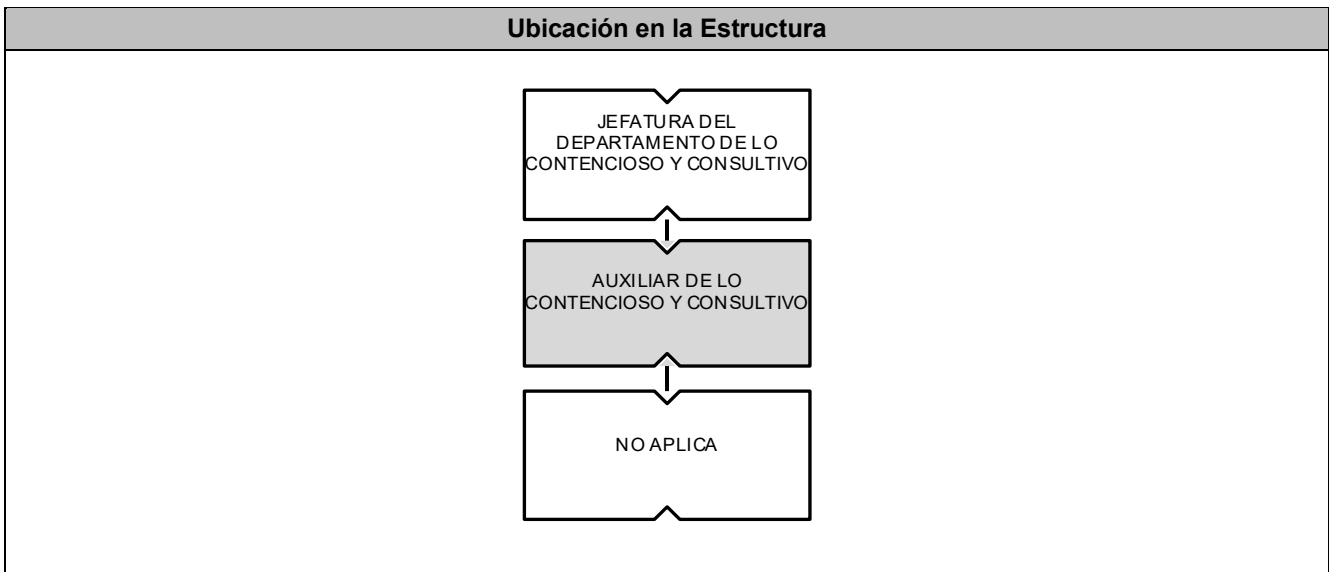 Ubicación en la Estructura
JEFATURA DEL
DEPARTAMENTO DE LO
CONTENCIOSO Y CONSULTIVO
AUXILIAR DE LO
CONTENCIOSO Y CONSULTIVO
NO APLICA